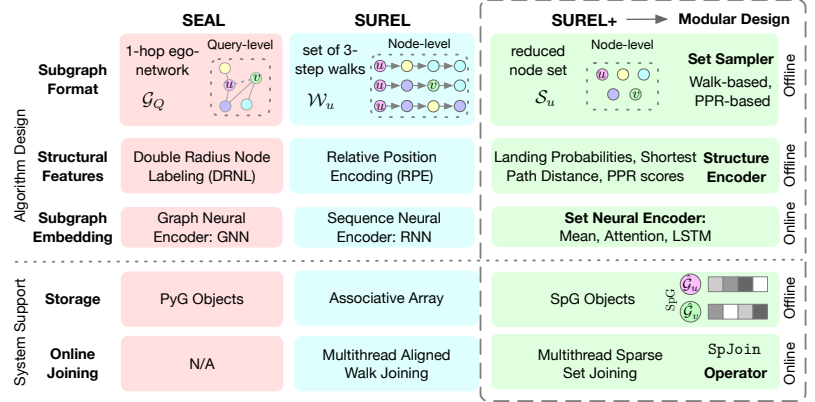 SEAL
SUREL
SUREL+
Modular Design
Algorithm Design
Subgraph
Format
1-hop ego-
network
𝒢_Q
Query-level
u
v
set of 3-
step walks
𝒲_u
Node-level
u
u
v
u
reduced
node set
𝒮_u
Node-level
u
v
Set Sampler
Walk-based,
PPR-based
Offline
Structural
Features
Double Radius Node
Labeling (DRNL)
Relative Position
Encoding (RPE)
Landing Probabilities, Shortest
Path Distance, PPR scores
Structure
Encoder
Offline
Subgraph
Embedding
Graph Neural
Encoder: GNN
Sequence Neural
Encoder: RNN
Set Neural Encoder:
Mean, Attention, LSTM
Online
System Support
Storage
PyG Objects
Associative Array
SpG Objects
SpG
𝒢̂_u
𝒢̂_v
Offline
Online
Joining
N/A
Multithread Aligned
Walk Joining
Multithread Sparse
Set Joining
SpJoin
Operator
Online